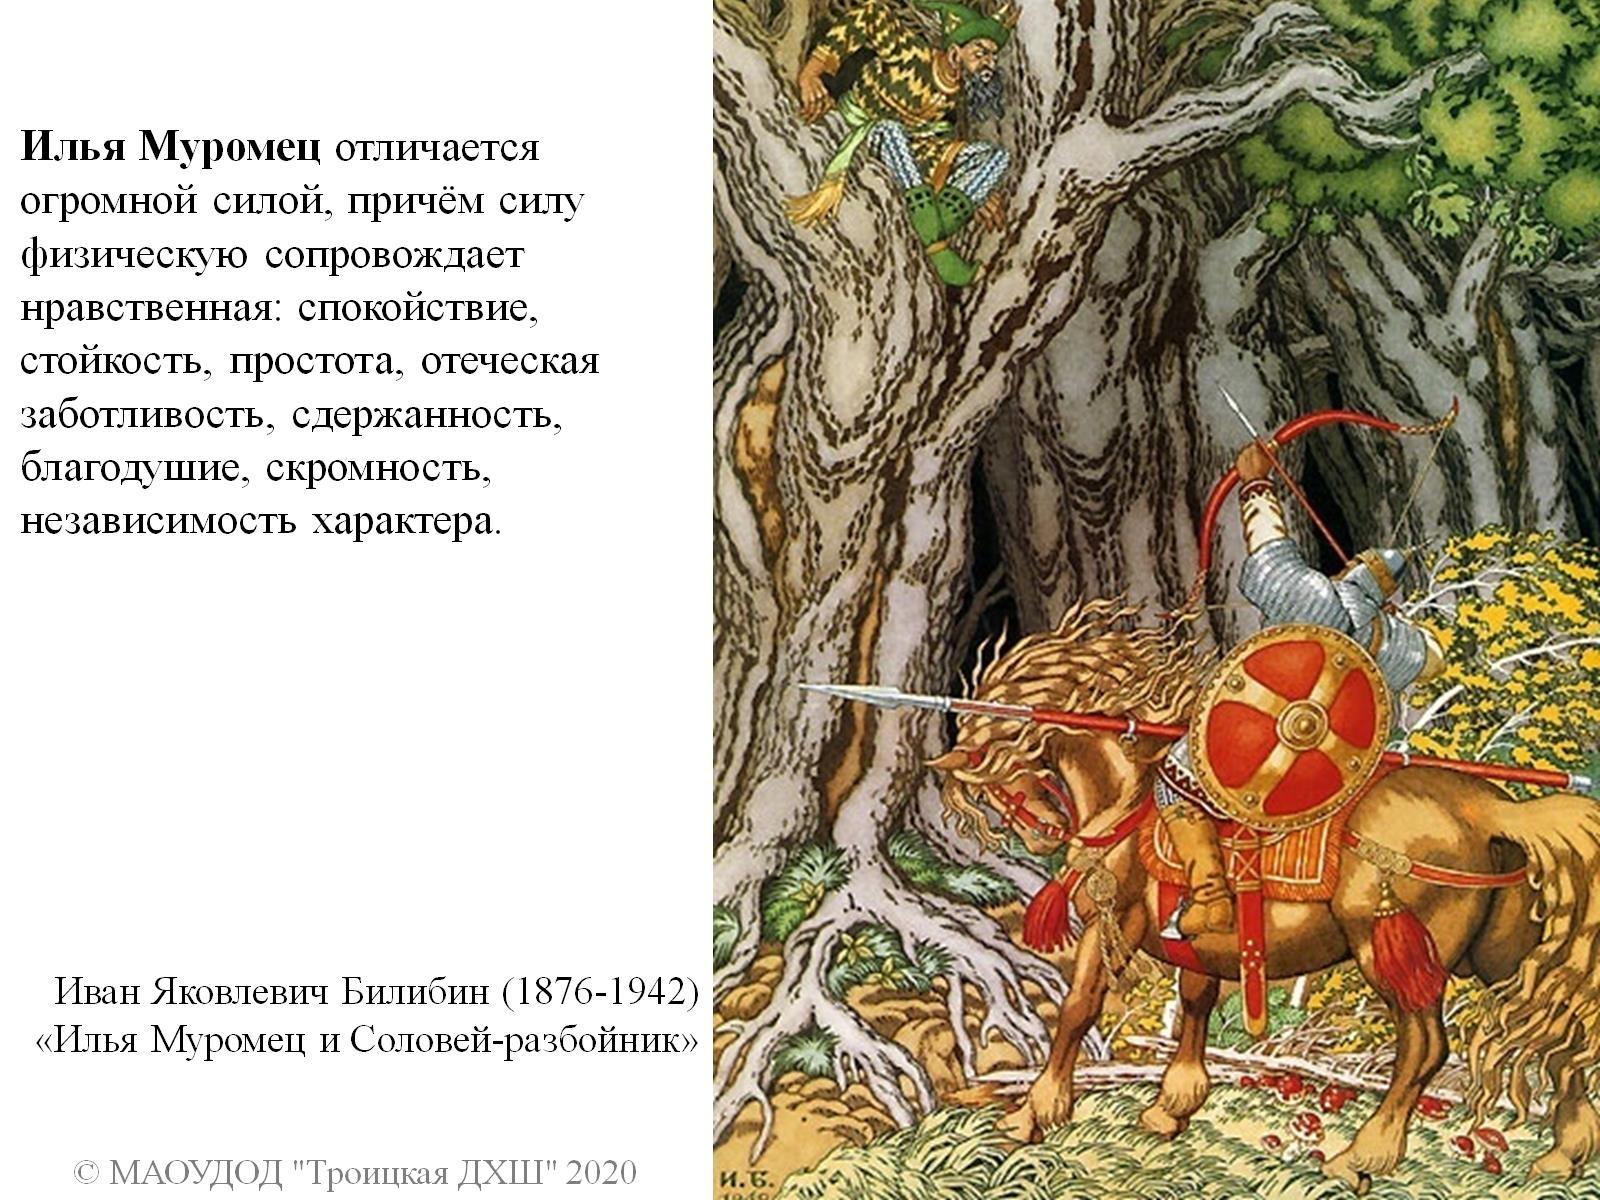 Илья Муромец отличается
огромной силой, причём силу
физическую сопровождает
нравственная: спокойствие,
стойкость, простота, отеческая
заботливость, сдержанность,
благодушие, скромность,
независимость характера.
Иван Яковлевич Билибин (1876-1942)
«Илья Муромец и Соловей-разбойник»
© МАОУДОД "Троицкая ДХШ" 2020
И. Б.